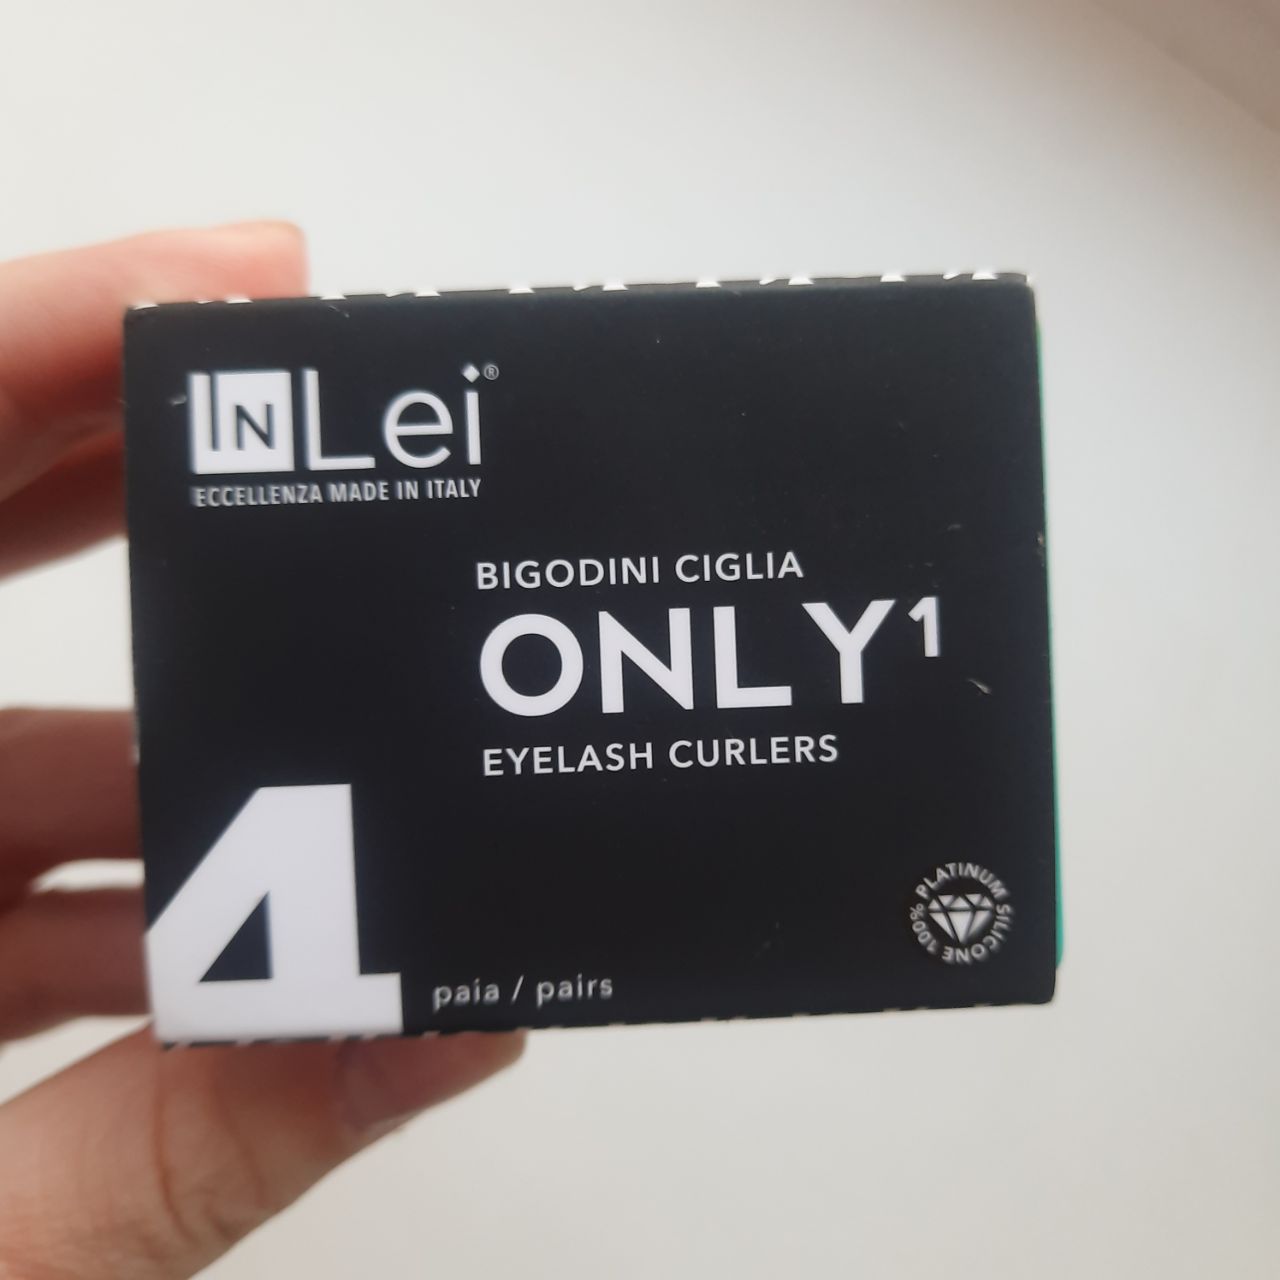 INLei®
ECCELLENZA MADE IN ITALY
BIGODINI CIGLIA
ONLY¹
EYELASH CURLERS
4 paia / pairs
100% PLATINUM SILICONE